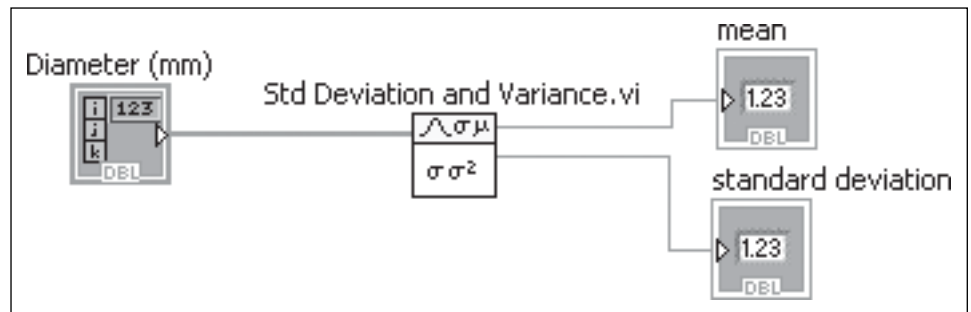 mean
Diameter (mm)
i 123
j
k
DBL
Std Deviation and Variance.vi
σμ
σ σ²
1.23
DBL
standard deviation
1.23
DBL